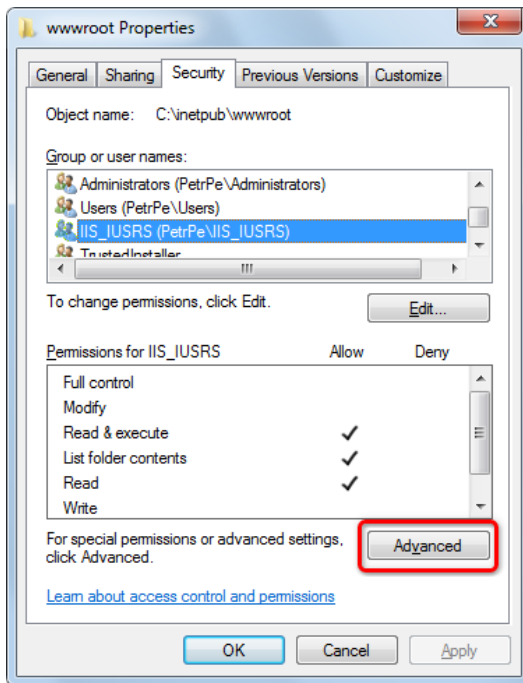 wwwroot Properties
General Sharing Security Previous Versions Customize
Object name: C:\inetpub\wwwroot
Group or user names:
Administrators (PetrPe\Administrators)
Users (PetrPe\Users)
IIS_IUSRS (PetrPe\IIS_IUSRS)
TrustedInstaller
To change permissions, click Edit.
Edit...
Permissions for IIS_IUSRS Allow Deny
Full control
Modify
Read & execute
List folder contents
Read
Write
For special permissions or advanced settings,
click Advanced.
Advanced
Learn about access control and permissions
OK Cancel Apply